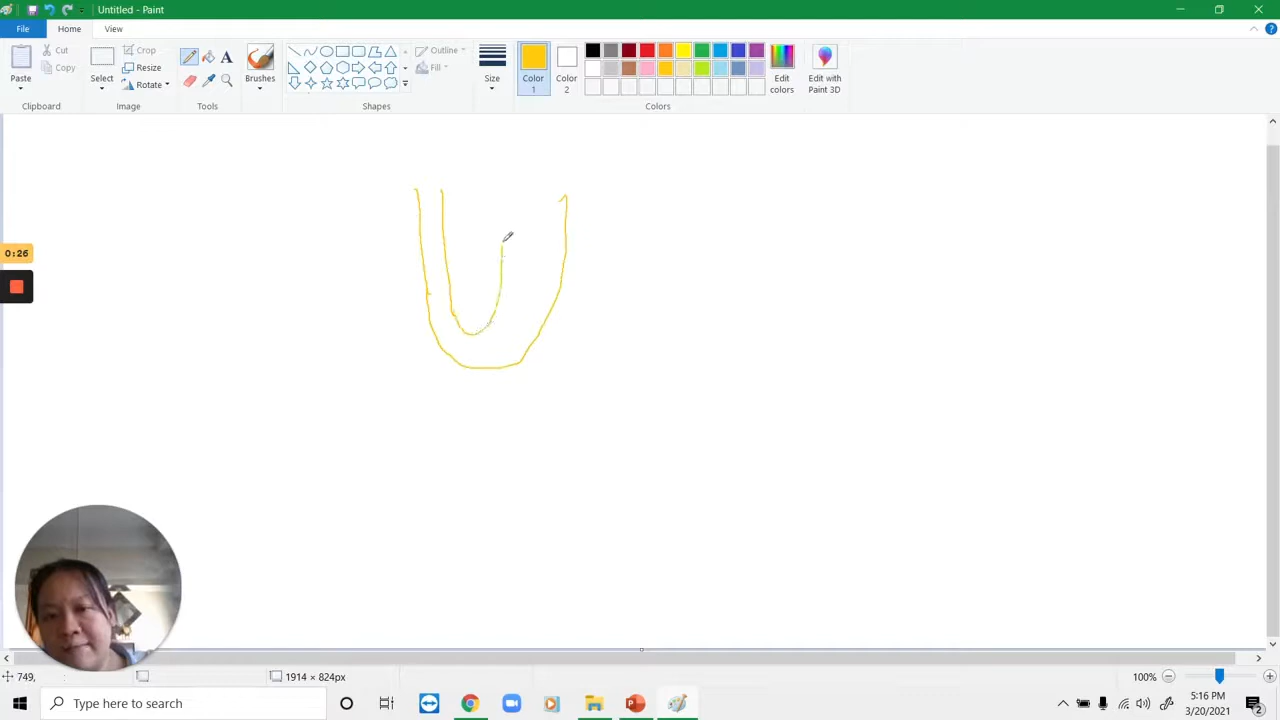 Untitled - Paint
File
Home
View
Paste
Cut
Copy
Clipboard
Select
Crop
Resize
Rotate
Image
Tools
Brushes
Outline
Fill
Shapes
Size
Color
1
Color
2
Edit
colors
Edit with
Paint 3D
Colors
0:26
749,
1914 × 824px
100%
Type here to search
5:16 PM
3/20/2021
2